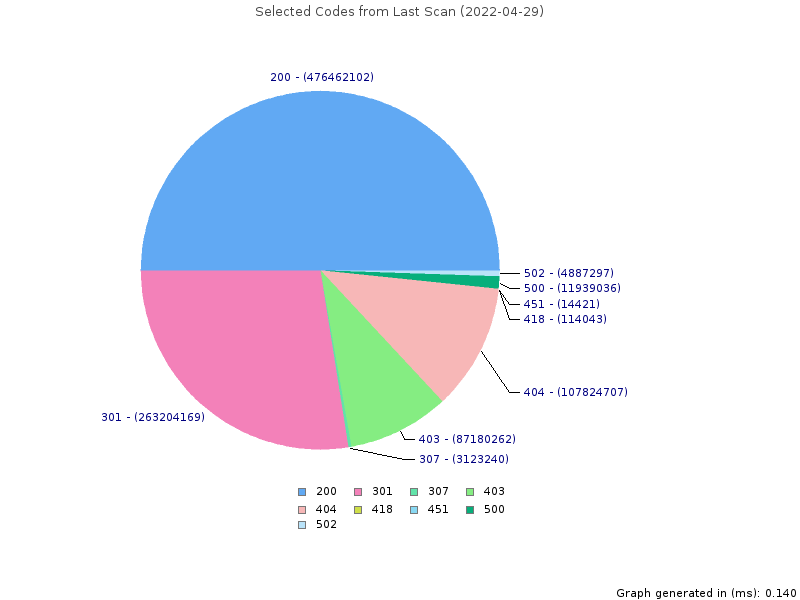 Selected Codes from Last Scan (2022-04-29)
200 - (476462102)
502 - (4887297)
500 - (11939036)
451 - (14421)
418 - (114043)
404 - (107824707)
301 - (263204169)
403 - (87180262)
307 - (3123240)
200 301 307 403
404 418 451 500
502
Graph generated in (ms): 0.140